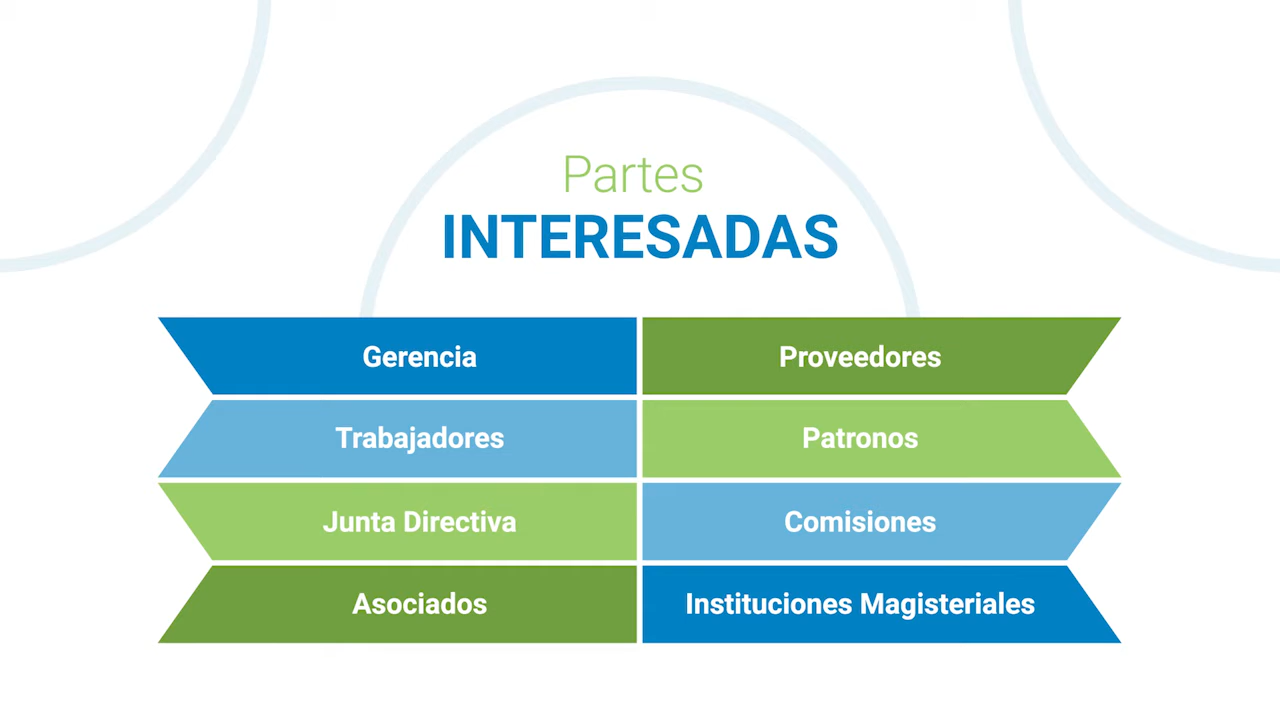 Partes
INTERESADAS
Gerencia
Proveedores
Trabajadores
Patronos
Junta Directiva
Comisiones
Asociados
Instituciones Magisteriales